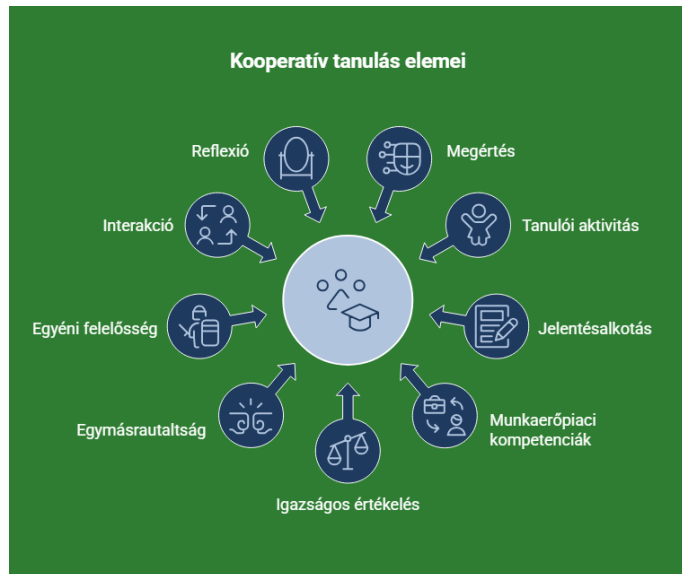 Kooperatív tanulás elemei
Reflexió
Megértés
Interakció
Tanulói aktivitás
Egyéni felelősség
Jelentésalkotás
Egymásrautaltság
Munkaerőpiaci
kompetenciák
Igazságos értékelés